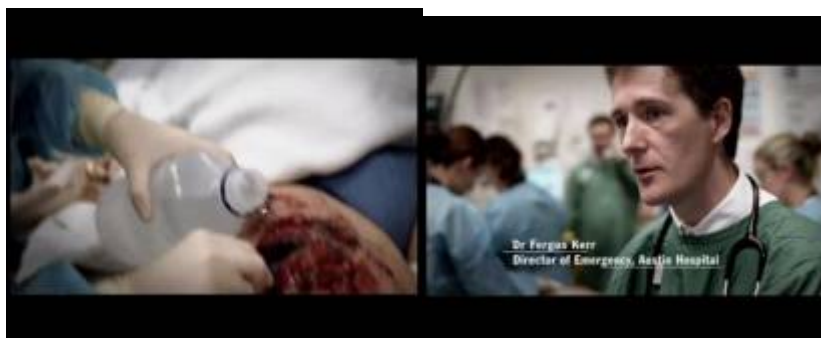 Dr Fergus Kerr
Director of Emergency, Austin Hospital